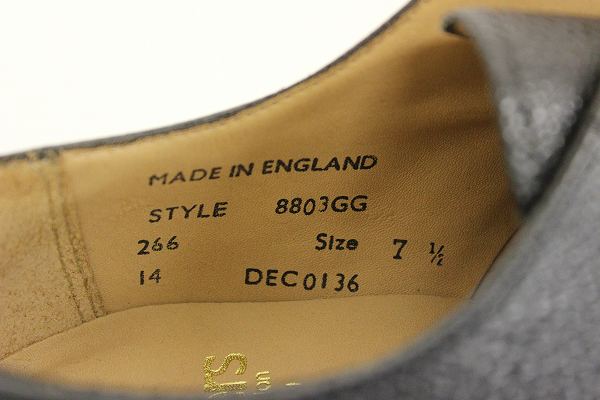 MADE IN ENGLAND
STYLE 8803GG
266 Size 7 ½
14 DEC0136